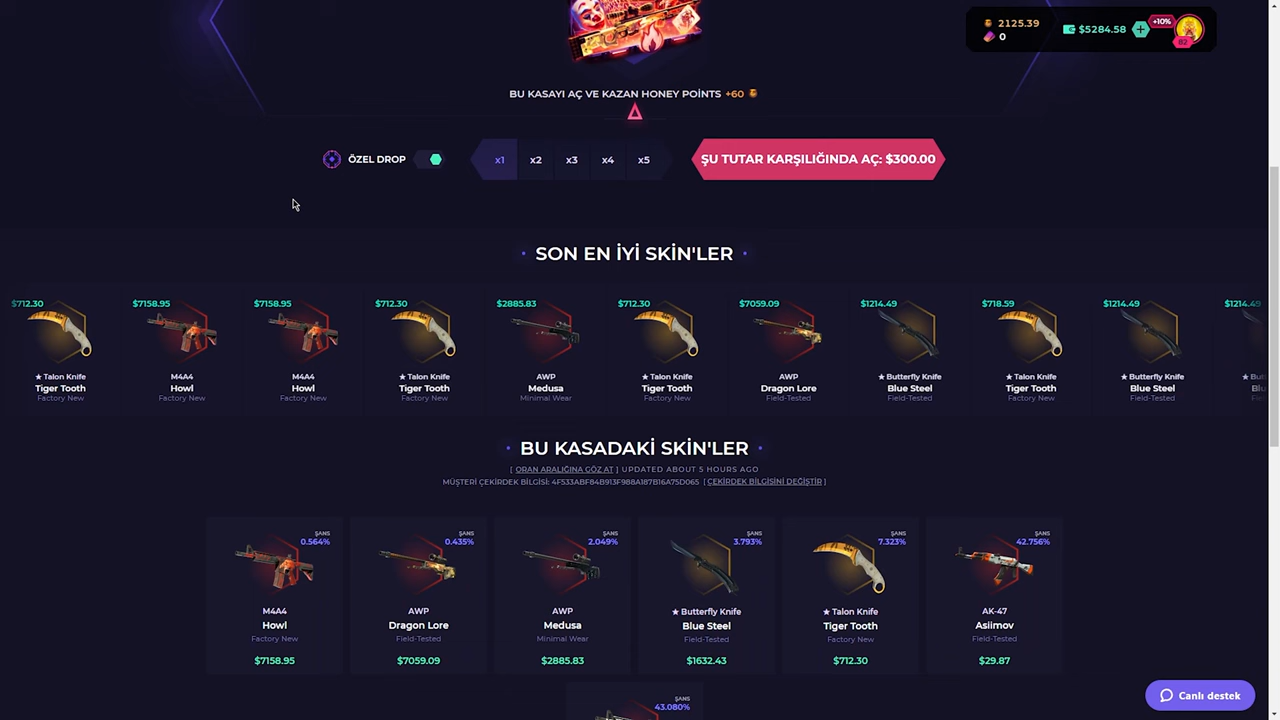 2125.39
0
$5284.58
+10%
82
BU KASAYI AÇ VE KAZAN HONEY POINTS +60
ÖZEL DROP
x1 x2 x3 x4 x5
ŞU TUTAR KARŞILIĞINDA AÇ: $300.00
SON EN İYİ SKİN'LER
$712.30 $7158.95 $7158.95 $712.30 $2885.83 $712.30 $7059.09 $1214.49 $718.59 $1214.49 $1214.49
★ Talon Knife M4A4 M4A4 ★ Talon Knife AWP ★ Talon Knife AWP ★ Butterfly Knife ★ Talon Knife ★ Butterfly Knife ★ Bu
Tiger Tooth Howl Howl Tiger Tooth Medusa Tiger Tooth Dragon Lore Blue Steel Tiger Tooth Blue Steel Blu
Factory New Factory New Factory New Factory New Minimal Wear Factory New Field-Tested Field-Tested Factory New Field-Tested Fie
BU KASADAKİ SKİN'LER
[ ORAN ARALIĞINA GÖZ AT ] UPDATED ABOUT 5 HOURS AGO
MÜŞTERİ ÇEKİRDEK BİLGİSİ: 4F533ABF84B913F988A187B16A75D065 [ ÇEKİRDEK BİLGİSİNİ DEĞİŞTİR ]
ŞANS ŞANS ŞANS ŞANS ŞANS ŞANS
0.564% 0.435% 2.049% 3.793% 7.323% 42.756%
M4A4 AWP AWP ★ Butterfly Knife ★ Talon Knife AK-47
Howl Dragon Lore Medusa Blue Steel Tiger Tooth Asiimov
Factory New Field-Tested Minimal Wear Field-Tested Factory New Field-Tested
$7158.95 $7059.09 $2885.83 $1632.43 $712.30 $29.87
ŞANS
43.080%
Canlı destek